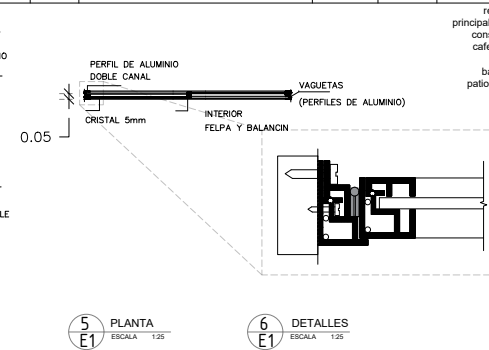 PERFIL DE ALUMINIO
DOBLE CANAL
VAGUETAS
(PERFILES DE ALUMINIO)
CRISTAL 5mm
INTERIOR
FELPA Y BALANCIN
0.05
5
E1
PLANTA
ESCALA 1:25
6
E1
DETALLES
ESCALA 1:25
principal
cons
cafe
ba
patio
re
LE
IO